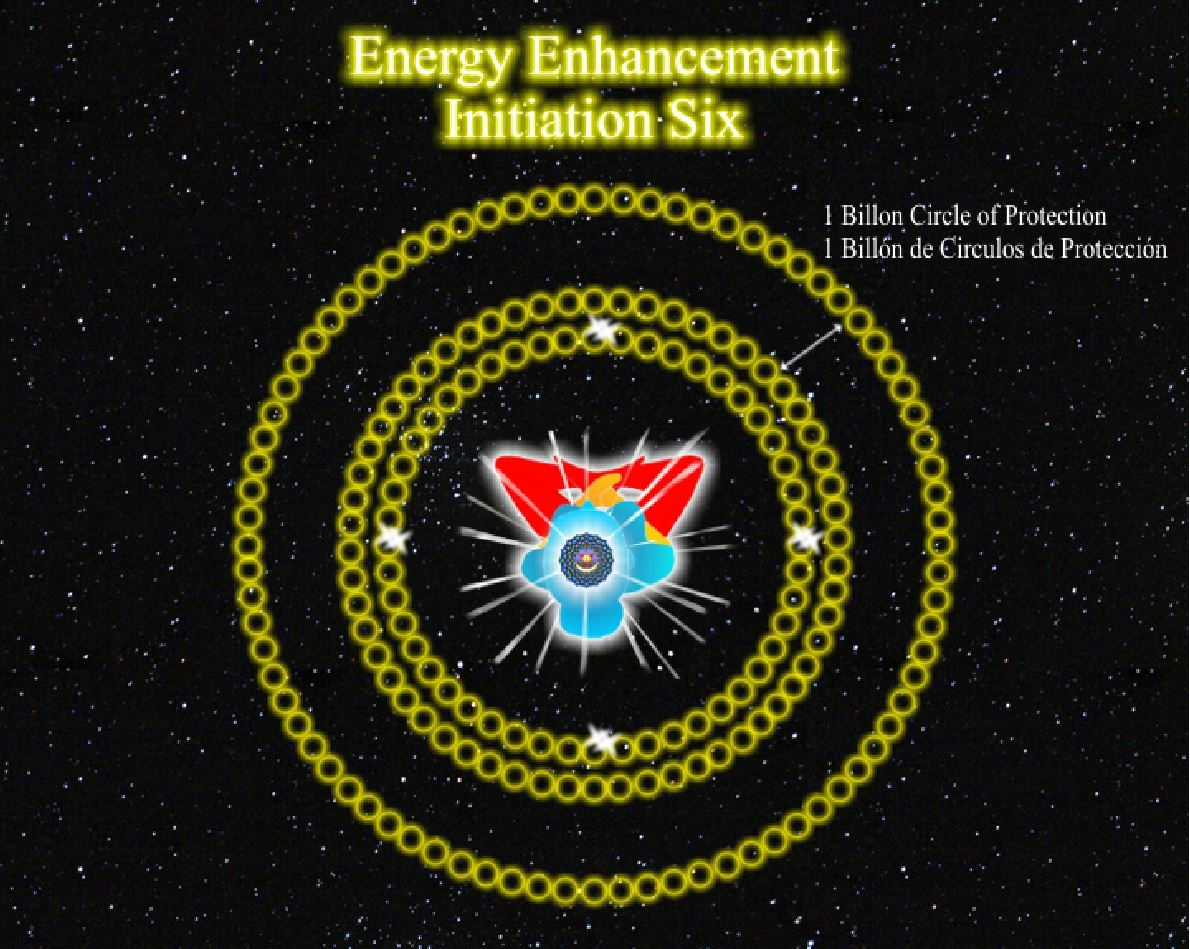 Energy Enhancement
Initiation Six
1 Billon Circle of Protection
1 Billón de Circulos de Protección